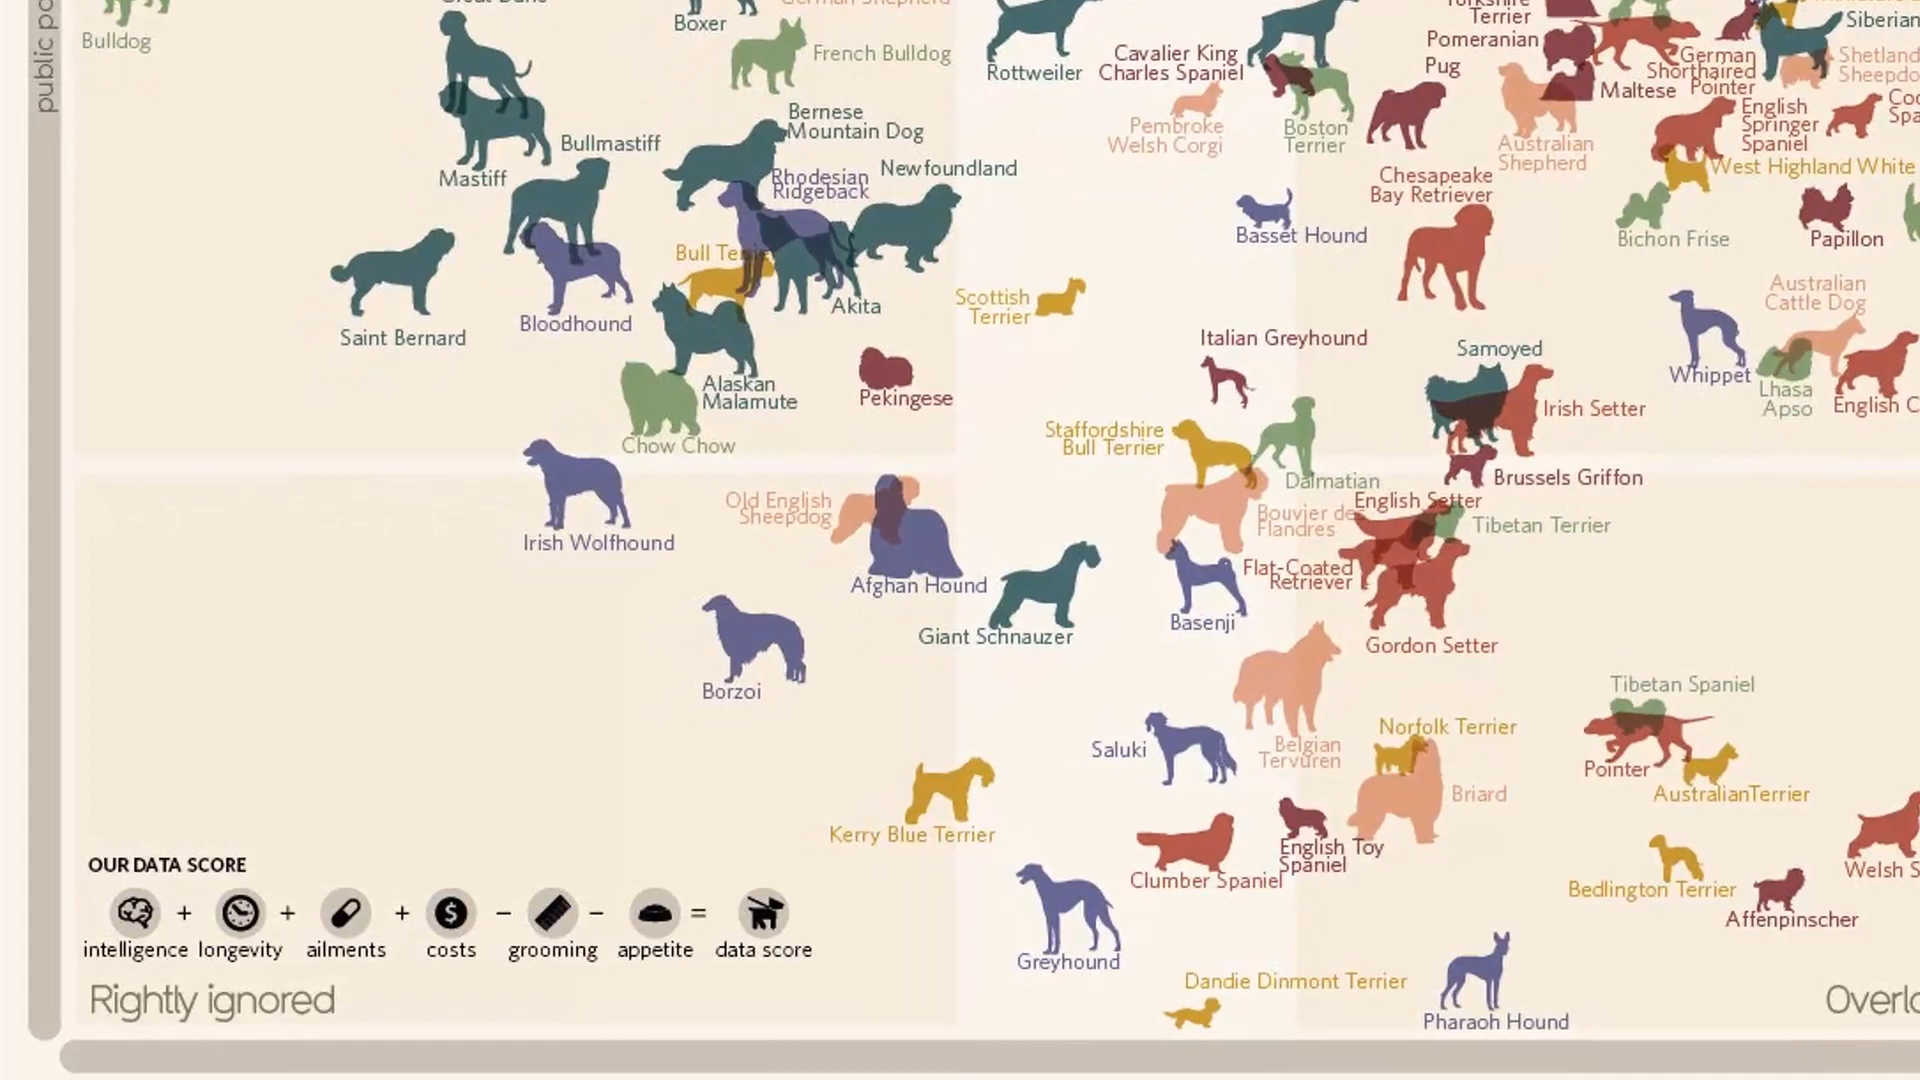 Bulldog
Boxer
French Bulldog
Rottweiler
Cavalier King
Charles Spaniel
Terrier
Pomeranian
Pug
German
Shorthaired
Pointer
Maltese
Siberian
Bernese
Mountain Dog
Bullmastiff
Mastiff
Rhodesian
Ridgeback
Newfoundland
Pembroke
Welsh Corgi
Boston
Terrier
Australian
Shepherd
English
Springer
Spaniel
West Highland White
Chesapeake
Bay Retriever
Basset Hound
Bichon Frise
Papillon
Saint Bernard
Bloodhound
Akita
Scottish
Terrier
Australian
Cattle Dog
Italian Greyhound
Samoyed
Whippet
Lhasa
Apso
English C
Alaskan
Malamute
Pekingese
Chow Chow
Staffordshire
Bull Terrier
Irish Setter
Dalmatian
Brussels Griffon
Irish Wolfhound
Old English
Sheepdog
Afghan Hound
Giant Schnauzer
English Setter
Tibetan Terrier
Flandres
Flat-Coated
Retriever
Basenji
Gordon Setter
Borzoi
Saluki
Belgian
Tervuren
Norfolk Terrier
Briard
Tibetan Spaniel
Pointer
AustralianTerrier
Kerry Blue Terrier
Clumber Spaniel
English Toy
Spaniel
Bedlington Terrier
Affenpinscher
Welsh S
Greyhound
Dandie Dinmont Terrier
Pharaoh Hound
OUR DATA SCORE
intelligence + longevity + ailments + costs – grooming – appetite = data score
Rightly ignored